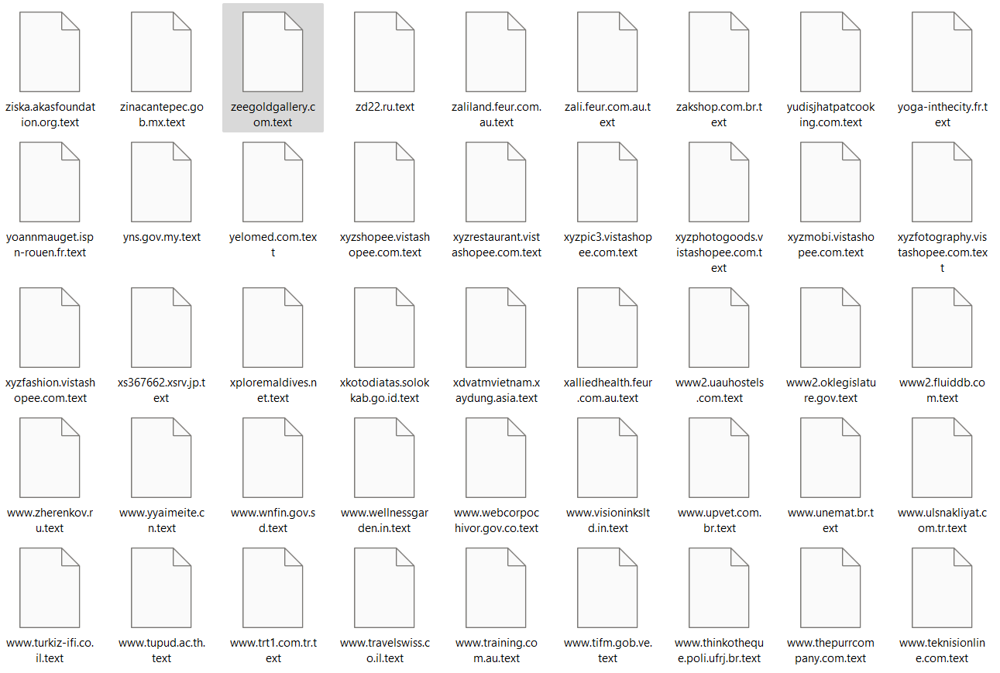 ziska.akasfoundat
ion.org.text
zinacantepec.go
b.mx.text
zeegoldgallery.c
om.text
zd22.ru.text
zaliland.feur.com.
au.text
zali.feur.com.au.t
ext
zakshop.com.br.t
ext
yudisjhatpatcook
ing.com.text
yoga-inthecity.fr.t
ext
yoannmauget.isp
n-rouen.fr.text
yns.gov.my.text
yelomed.com.tex
t
xyzshopee.vistash
opee.com.text
xyzrestaurant.vist
ashopee.com.text
xyzpic3.vistashop
ee.com.text
xyzphotogoods.v
istashopee.com.t
ext
xyzmobi.vistasho
pee.com.text
xyzfotography.vis
tashopee.com.tex
t
xyzfashion.vistash
opee.com.text
xs367662.xsrv.jp.t
ext
xploremaldives.n
et.text
xkotodiatas.solok
kab.go.id.text
xdvatmvietnam.x
aydung.asia.text
xalliedhealth.feur
.com.au.text
www2.uauhostels
.com.text
www2.oklegislatu
re.gov.text
www2.fluiddb.co
m.text
www.zherenkov.r
u.text
www.yyaimeite.c
n.text
www.wnfin.gov.s
d.text
www.wellnessgar
den.in.text
www.webcorpoc
hivor.gov.co.text
www.visioninkslt
d.in.text
www.upvet.com.
br.text
www.unemat.br.t
ext
www.ulsnakliyat.c
om.tr.text
www.turkiz-ifi.co.
il.text
www.tupud.ac.th.
text
www.trt1.com.tr.t
ext
www.travelswiss.c
o.il.text
www.training.co
m.au.text
www.tifm.gob.ve.
text
www.thinkotheque
e.poli.ufrj.br.text
www.thepurrcom
pany.com.text
www.teknisionlin
e.com.text